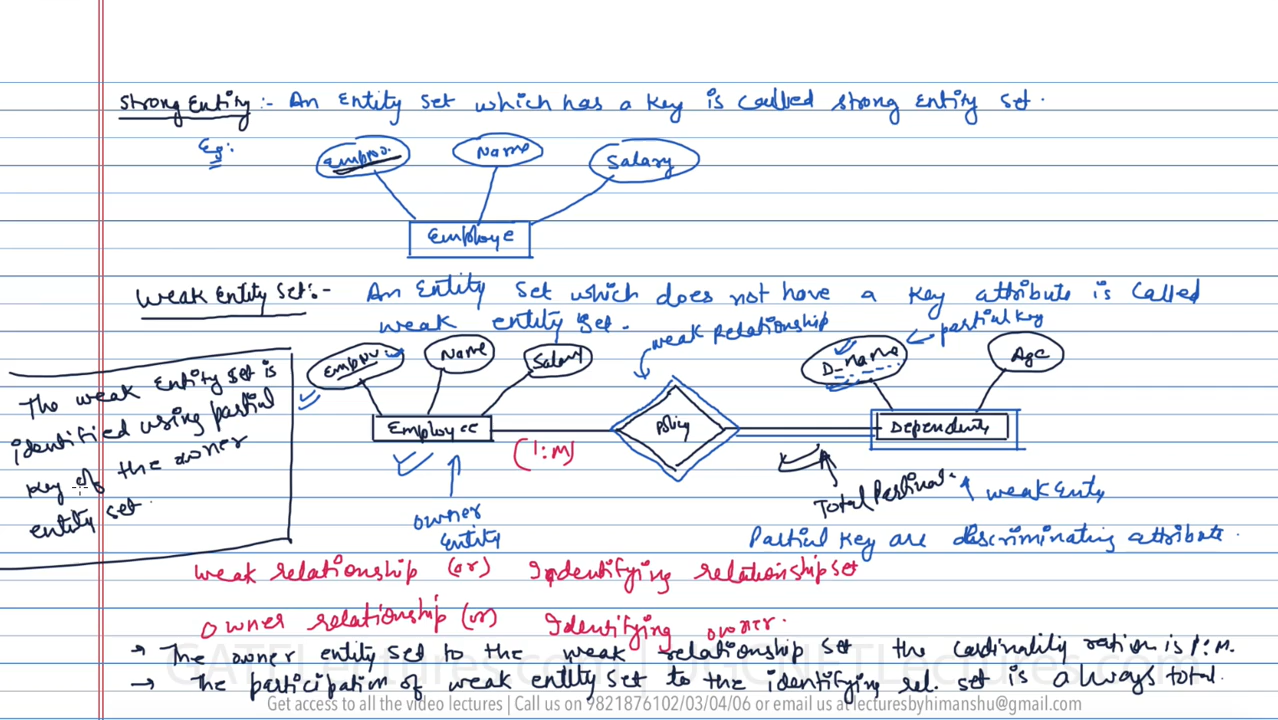 Strong Entity :- An Entity set which has a key is called strong entity set.
Eg:
Empno. Name Salary
Employe
Weak Entity Set:- An Entity set which does not have a key attribute is called
weak entity set.
weak Relationship
partial key
Empno Name Salary
D_name Age
Employee
Policy
Dependents
(1:M)
The weak entity set is
identified using partial
key of the owner
entity set.
owner
Entity
Total Partinal.
weak Entity
Partial Key are discriminating attribute.
weak relationship (or) Indentifying relationship set
Owner relationship (or) Identifying owner.
→ The owner entity set to the weak relationship set the cardinality ration is 1:M.
→ The participation of weak entity set to the identifying rel. set is always total.
Get access to all the video lectures | Call us on 9821876102/03/04/06 or email us at lecturesbyhimanshu@gmail.com